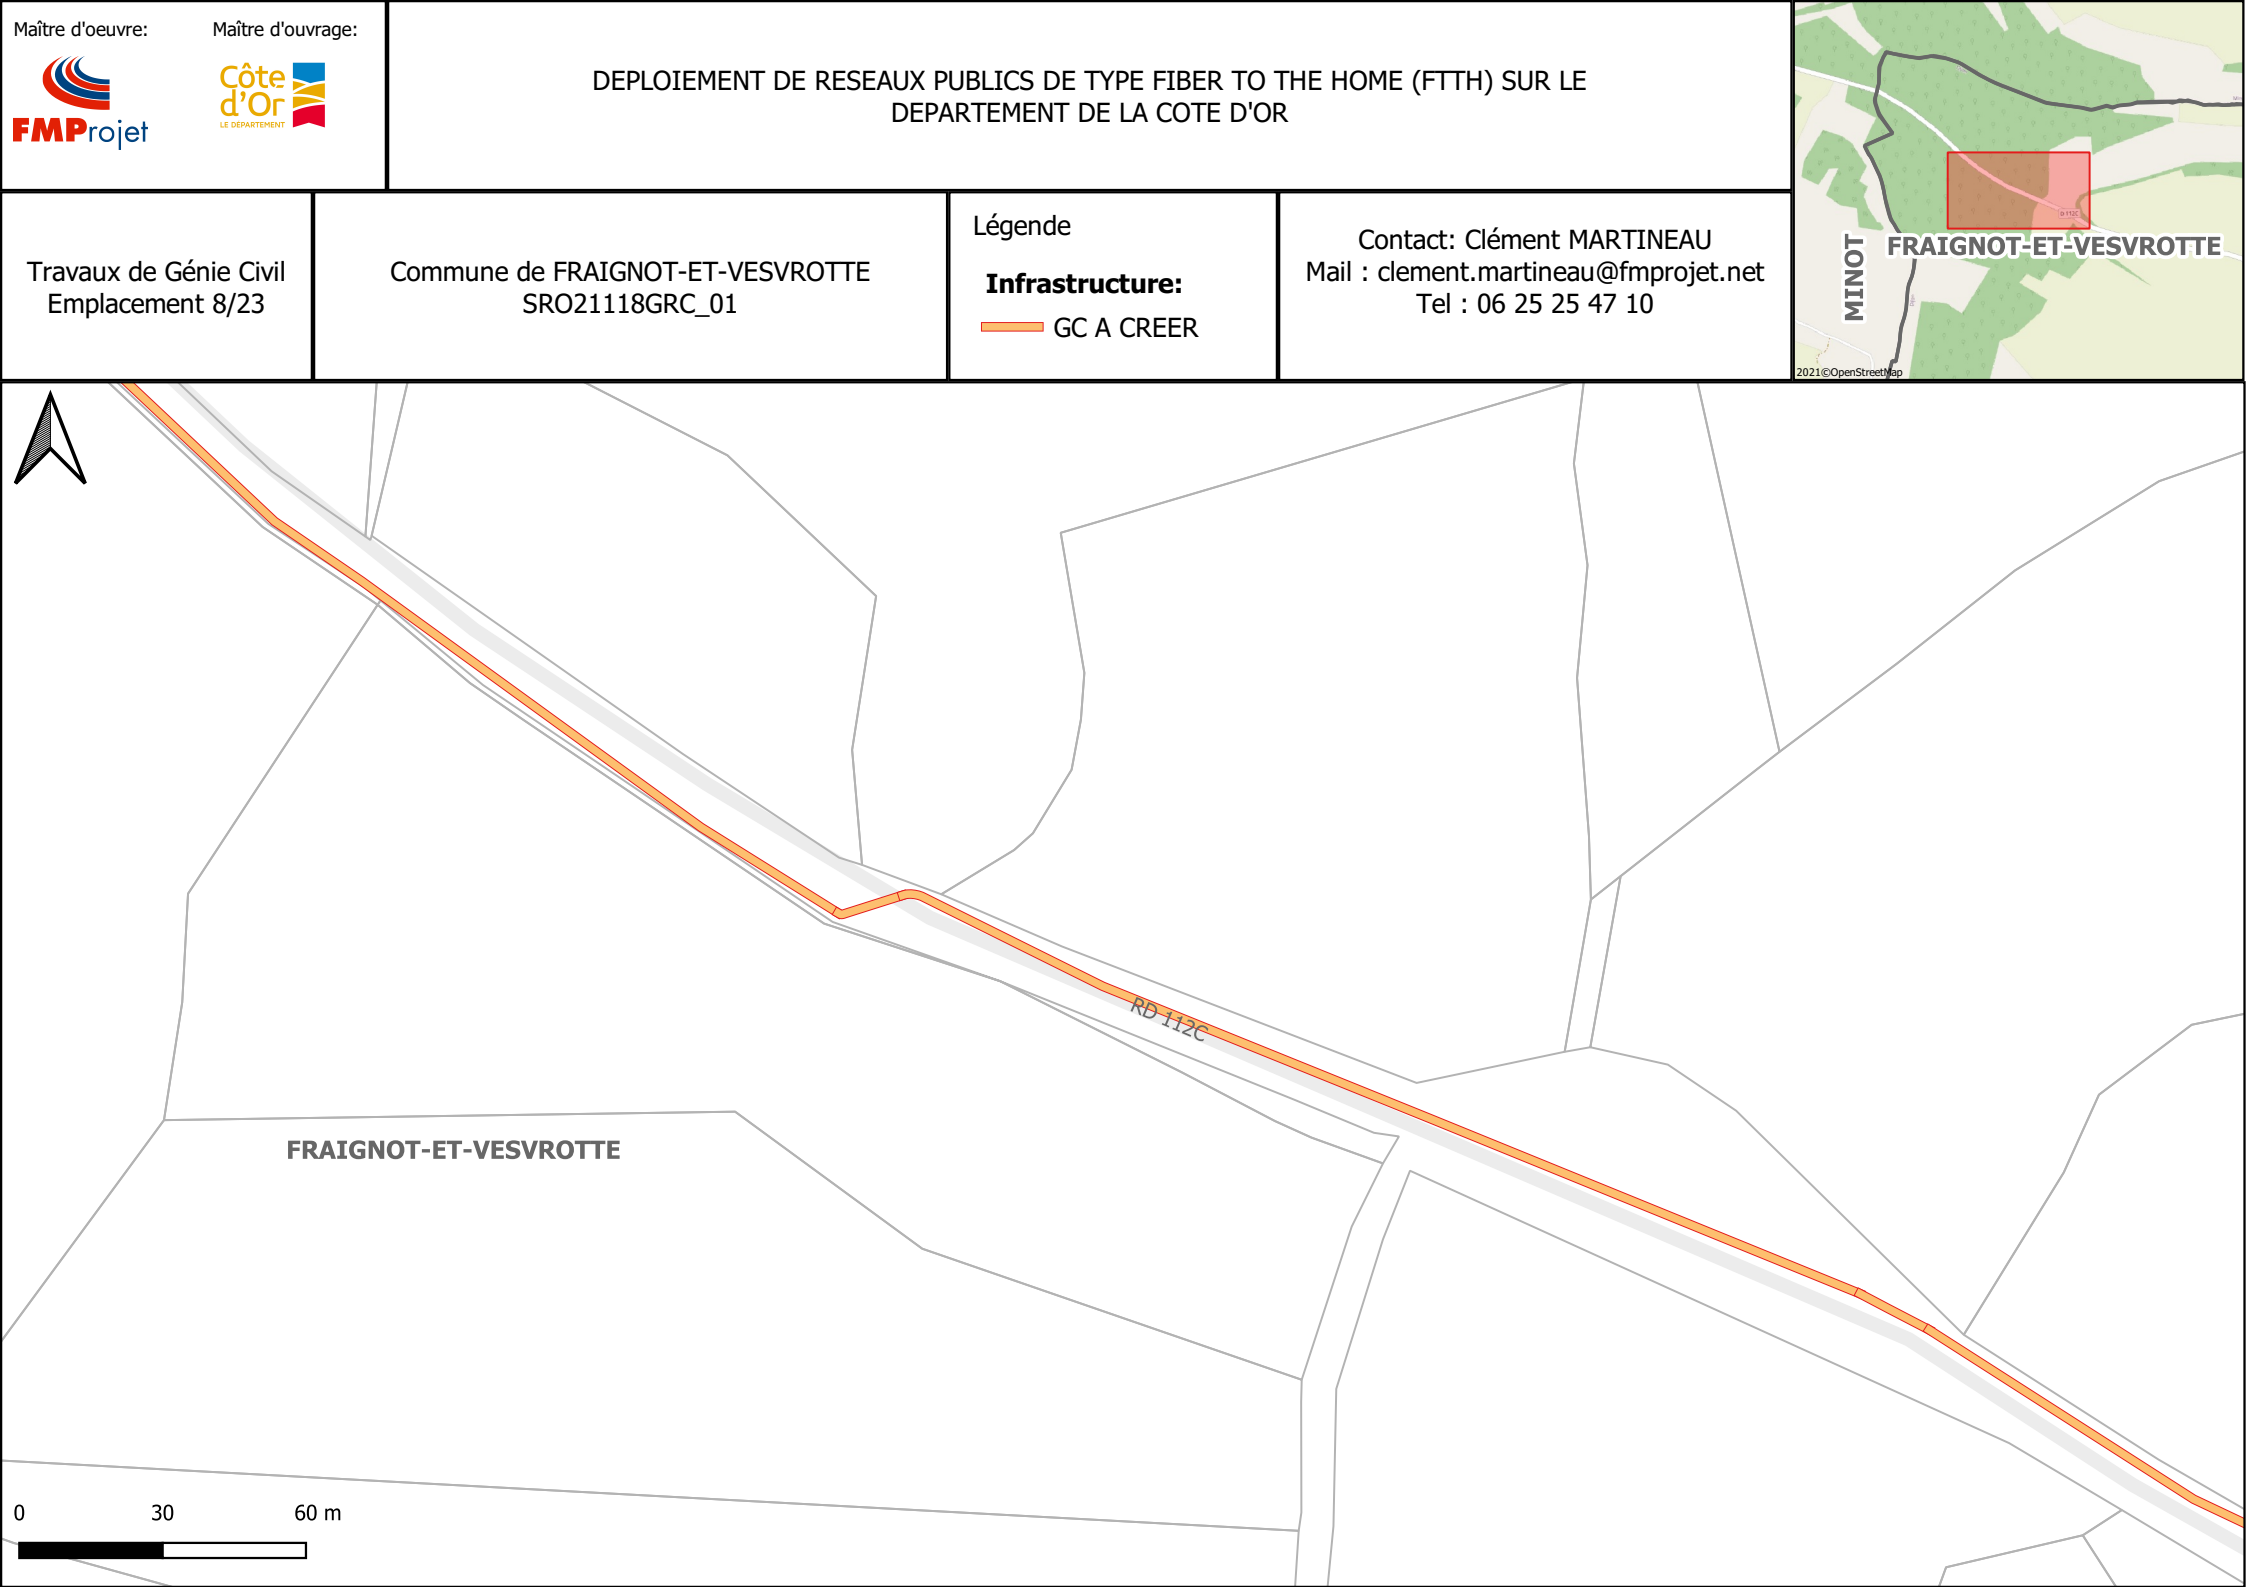 Maître d'oeuvre:
Maître d'ouvrage:
FMProjet
Côte
d'Or
LE DÉPARTEMENT
DEPLOIEMENT DE RESEAUX PUBLICS DE TYPE FIBER TO THE HOME (FTTH) SUR LE
DEPARTEMENT DE LA COTE D'OR
Travaux de Génie Civil
Emplacement 8/23
Commune de FRAIGNOT-ET-VESVROTTE
SRO21118GRC_01
Légende
Infrastructure:
GC A CREER
Contact: Clément MARTINEAU
Mail : clement.martineau@fmprojet.net
Tel : 06 25 25 47 10
D 112C
FRAIGNOT-ET-VESVROTTE
MINOT
2021©OpenStreetMap
RD 112C
FRAIGNOT-ET-VESVROTTE
0 30 60 m